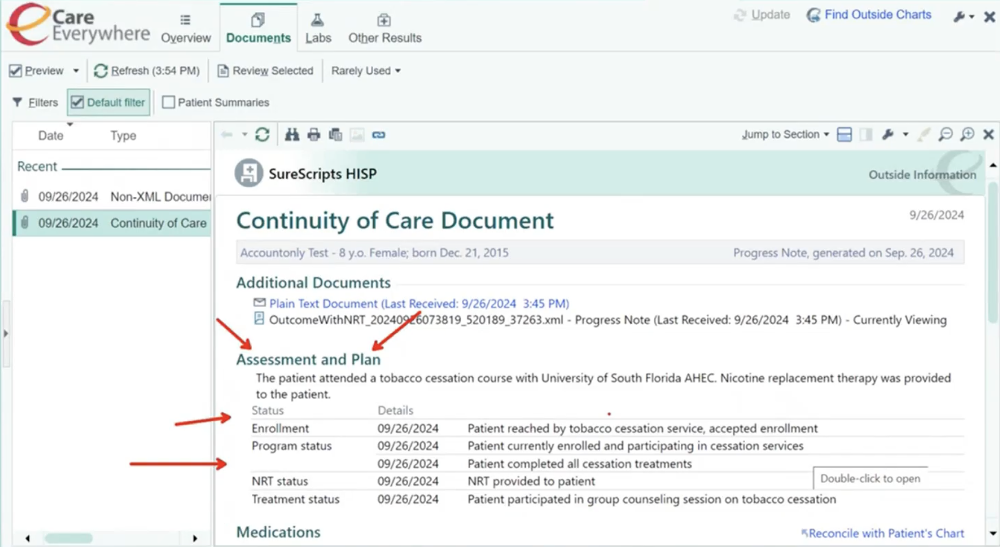 Care
Everywhere
Overview
Documents
Labs
Other Results
Update
Find Outside Charts
Preview
Refresh (3:54 PM)
Review Selected
Rarely Used
Filters
Default filter
Patient Summaries
Date
Type
Recent
09/26/2024 Non-XML Documen
09/26/2024 Continuity of Care
Jump to Section
SureScripts HISP
Outside Information
Continuity of Care Document
9/26/2024
Accountonly Test - 8 y.o. Female; born Dec. 21, 2015
Progress Note, generated on Sep. 26, 2024
Additional Documents
Plain Text Document (Last Received: 9/26/2024 3:45 PM)
OutcomeWithNRT_20240926073819_520189_37263.xml - Progress Note (Last Received: 9/26/2024 3:45 PM) - Currently Viewing
Assessment and Plan
The patient attended a tobacco cessation course with University of South Florida AHEC. Nicotine replacement therapy was provided
to the patient.
Status Details
Enrollment 09/26/2024 Patient reached by tobacco cessation service, accepted enrollment
Program status 09/26/2024 Patient currently enrolled and participating in cessation services
09/26/2024 Patient completed all cessation treatments
NRT status 09/26/2024 NRT provided to patient
Double-click to open
Treatment status 09/26/2024 Patient participated in group counseling session on tobacco cessation
Medications
Reconcile with Patient's Chart